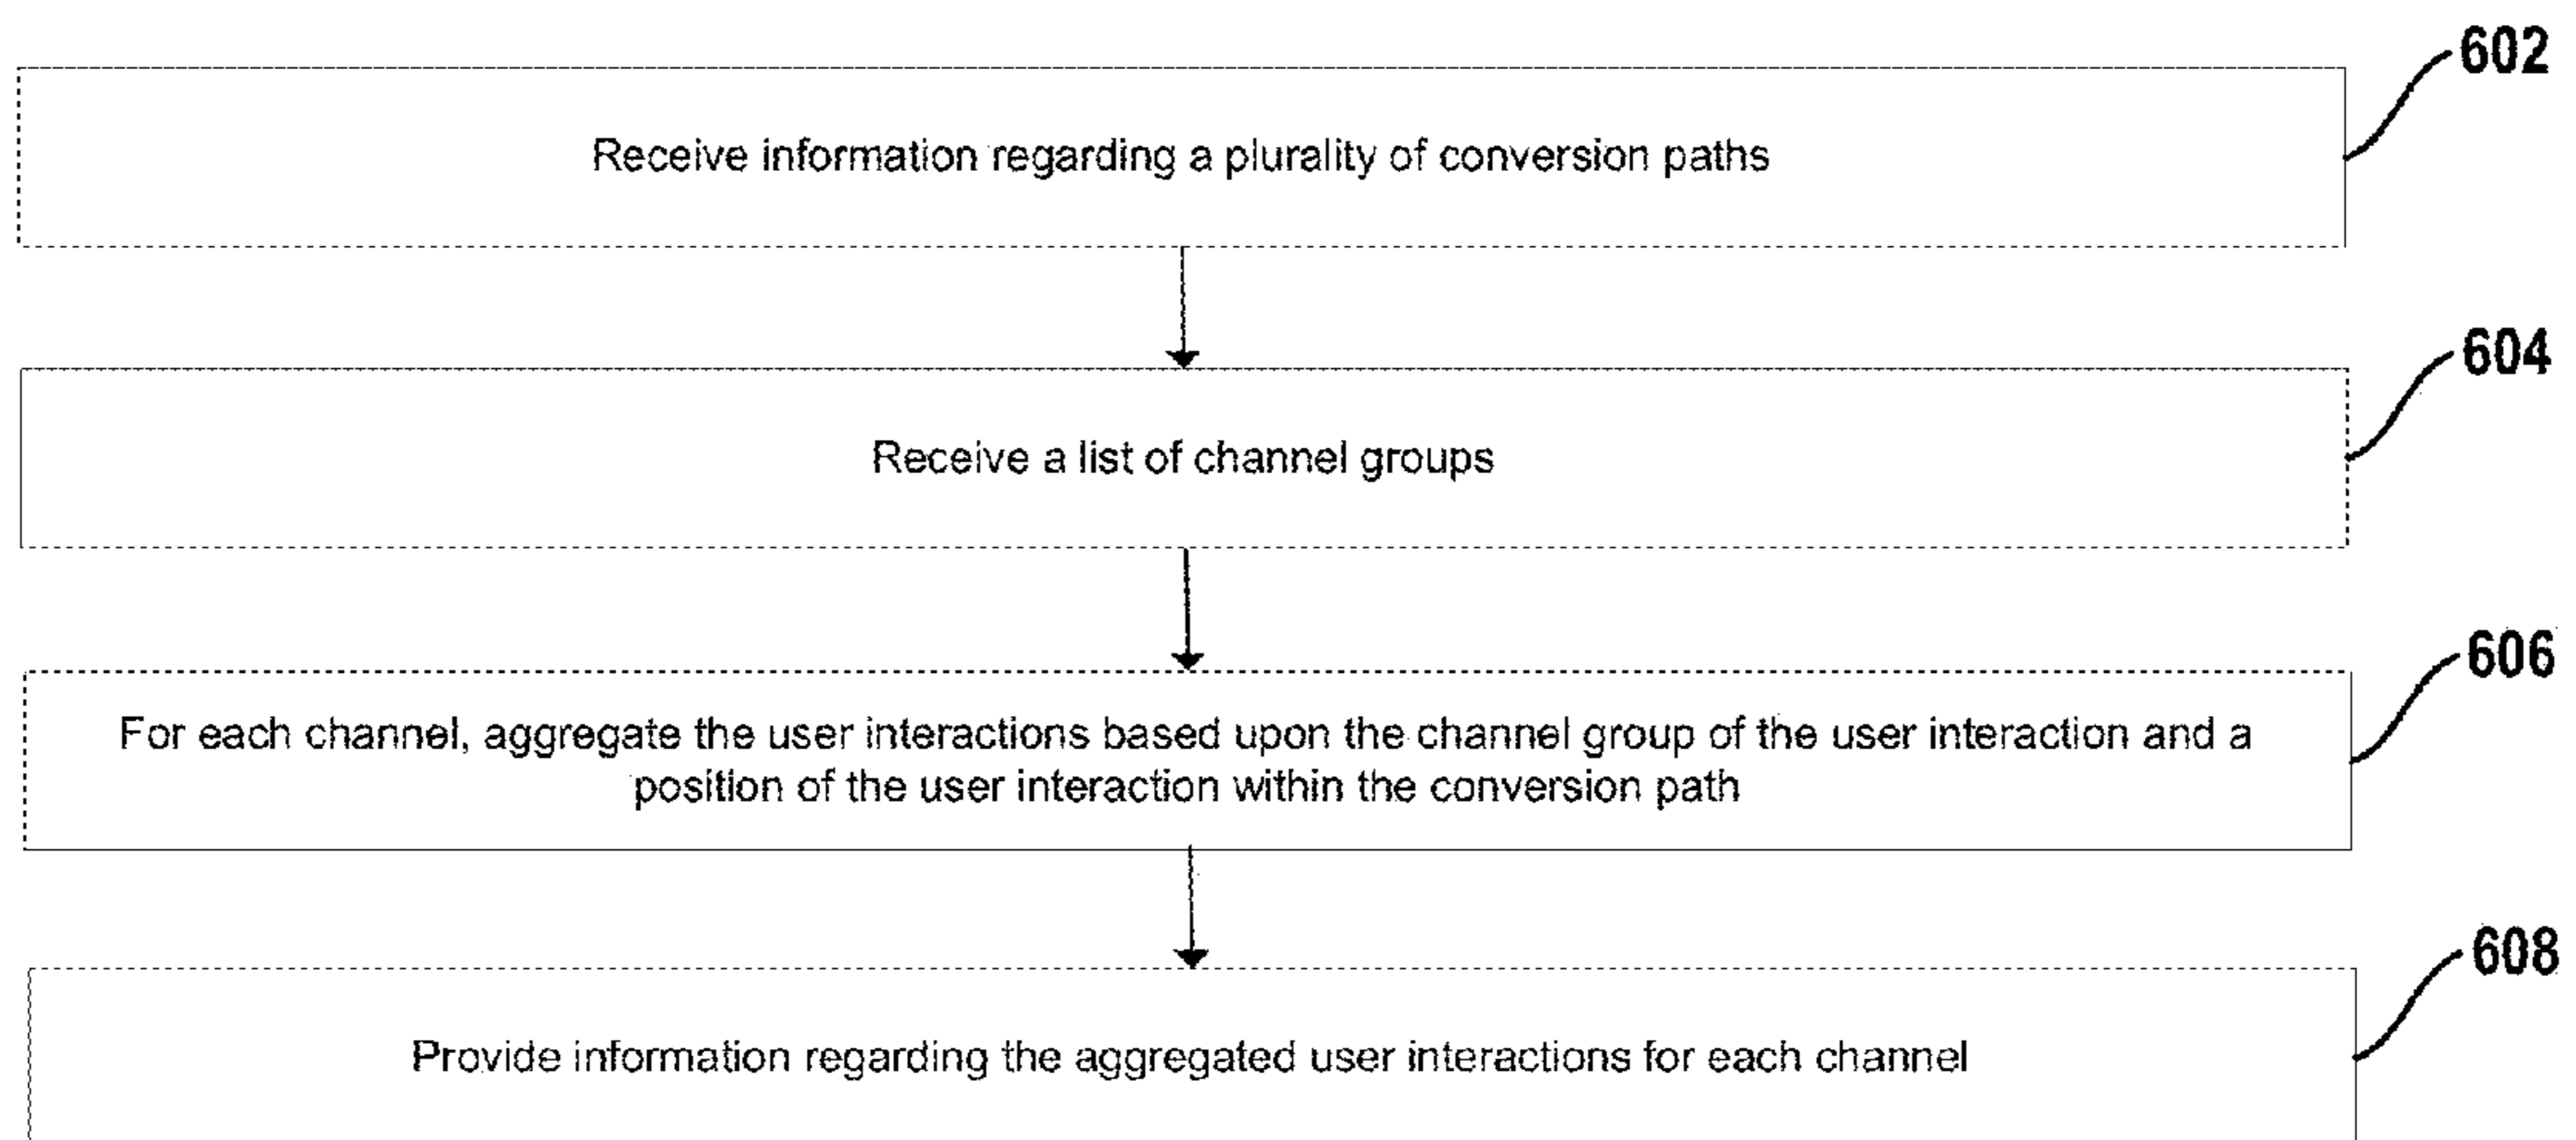 602
Receive information regarding a plurality of conversion paths
604
Receive a list of channel groups
606
For each channel, aggregate the user interactions based upon the channel group of the user interaction and a
position of the user interaction within the conversion path
608
Provide information regarding the aggregated user interactions for each channel